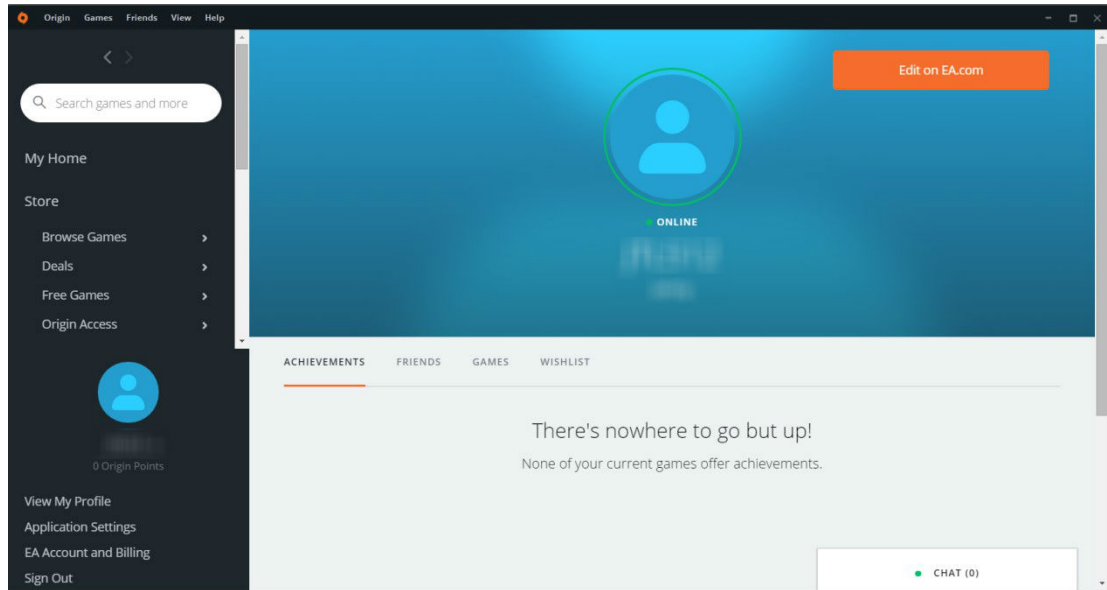 Origin Games Friends View Help
Search games and more
My Home
Store
Browse Games
Deals
Free Games
Origin Access
0 Origin Points
View My Profile
Application Settings
EA Account and Billing
Sign Out
Edit on EA.com
ONLINE
ACHIEVEMENTS FRIENDS GAMES WISHLIST
There's nowhere to go but up!
None of your current games offer achievements.
CHAT (0)